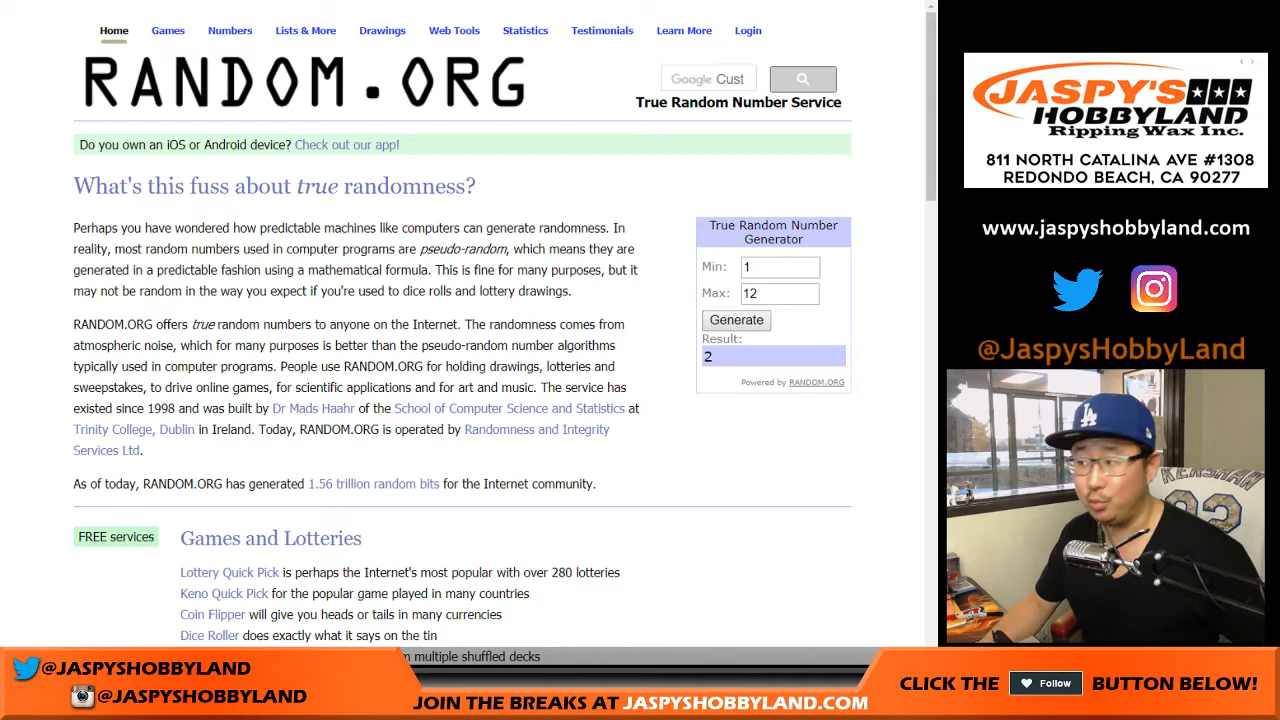 Home Games Numbers Lists & More Drawings Web Tools Statistics Testimonials Learn More Login
RANDOM.ORG
Google Cust
True Random Number Service
Do you own an iOS or Android device? Check out our app!
What's this fuss about true randomness?
Perhaps you have wondered how predictable machines like computers can generate randomness. In
reality, most random numbers used in computer programs are pseudo-random, which means they are
generated in a predictable fashion using a mathematical formula. This is fine for many purposes, but it
may not be random in the way you expect if you're used to dice rolls and lottery drawings.
RANDOM.ORG offers true random numbers to anyone on the Internet. The randomness comes from
atmospheric noise, which for many purposes is better than the pseudo-random number algorithms
typically used in computer programs. People use RANDOM.ORG for holding drawings, lotteries and
sweepstakes, to drive online games, for scientific applications and for art and music. The service has
existed since 1998 and was built by Dr Mads Haahr of the School of Computer Science and Statistics at
Trinity College, Dublin in Ireland. Today, RANDOM.ORG is operated by Randomness and Integrity
Services Ltd.
As of today, RANDOM.ORG has generated 1.56 trillion random bits for the Internet community.
True Random Number
Generator
Min: 1
Max: 12
Generate
Result:
2
Powered by RANDOM.ORG
FREE services
Games and Lotteries
Lottery Quick Pick is perhaps the Internet's most popular with over 280 lotteries
Keno Quick Pick for the popular game played in many countries
Coin Flipper will give you heads or tails in many currencies
Dice Roller does exactly what it says on the tin
multiple shuffled decks
JASPY'S
HOBBYLAND
Ripping Wax Inc.
811 NORTH CATALINA AVE #1308
REDONDO BEACH, CA 90277
www.jaspyshobbyland.com
@JaspysHobbyLand
LA
KERSHAW
22
@JASPYSHOBBYLAND
@JASPYSHOBBYLAND
JOIN THE BREAKS AT JASPYSHOBBYLAND.COM
CLICK THE Follow BUTTON BELOW!